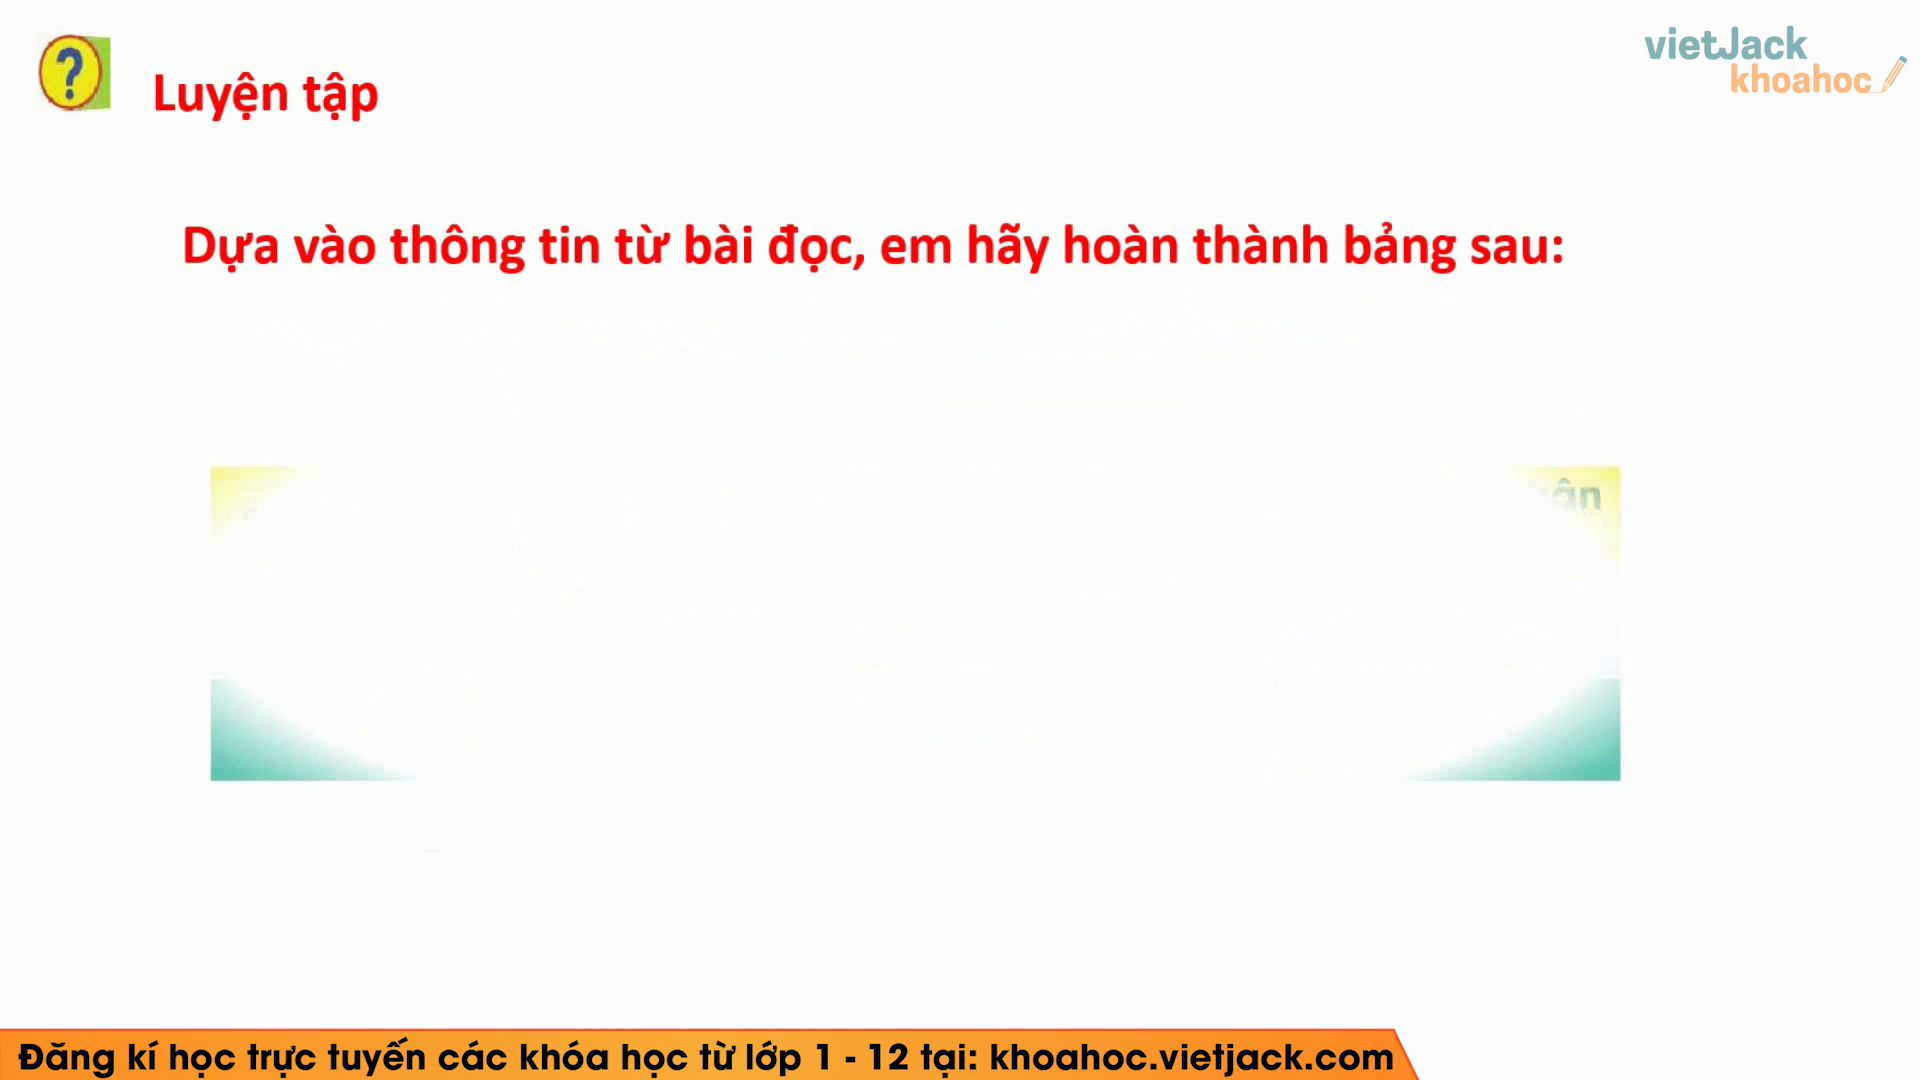 ?
Luyện tập
vietJack
khoahoc
Dựa vào thông tin từ bài đọc, em hãy hoàn thành bảng sau:
Đăng kí học trực tuyến các khóa học từ lớp 1 - 12 tại: khoahoc.vietjack.com